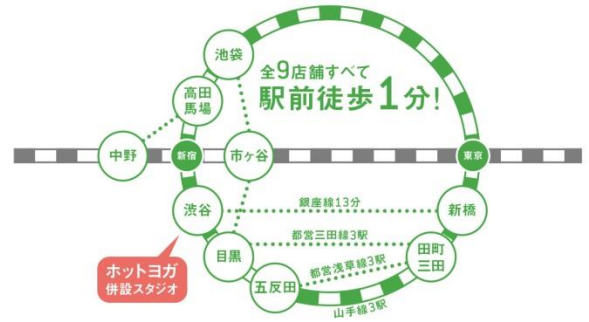 池袋
全9店舗すべて
駅前徒歩1分!
高田
馬場
中野
新宿
市ヶ谷
東京
渋谷
銀座線13分
新橋
目黒
都営三田線3駅
田町
三田
ホットヨガ
併設スタジオ
五反田
都営浅草線3駅
山手線3駅